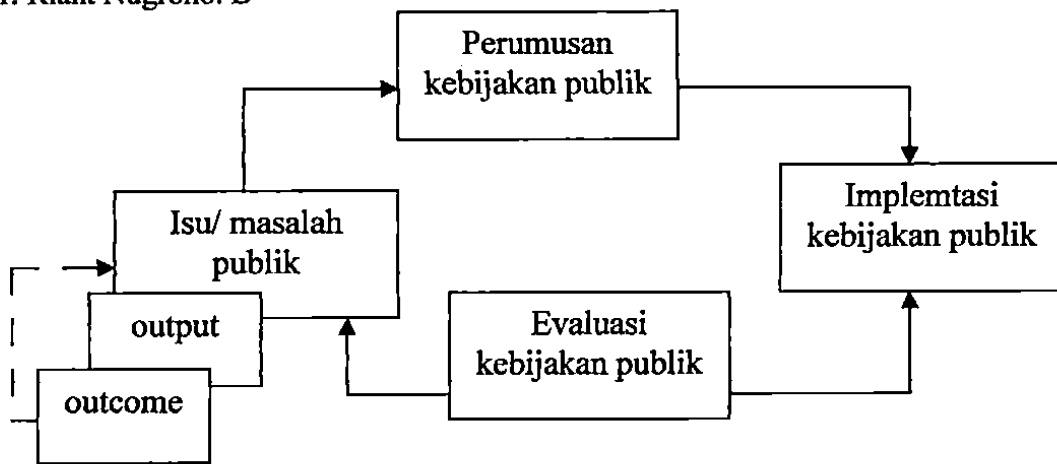 Perumusan
kebijakan publik
Isu/ masalah
publik
Implemtasi
kebijakan publik
output
Evaluasi
kebijakan publik
outcome